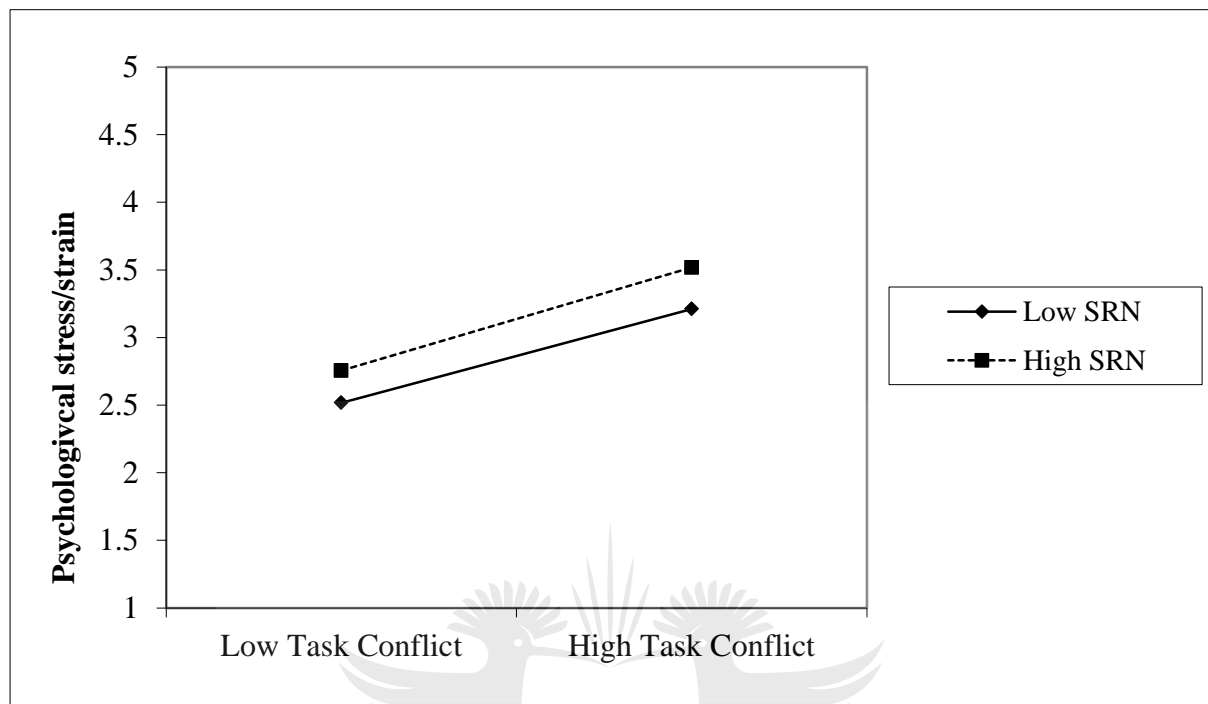 5
4.5
4
3.5
3
2.5
2
1.5
1
Psychologivcal stress/strain
Low Task Conflict
High Task Conflict
Low SRN
High SRN